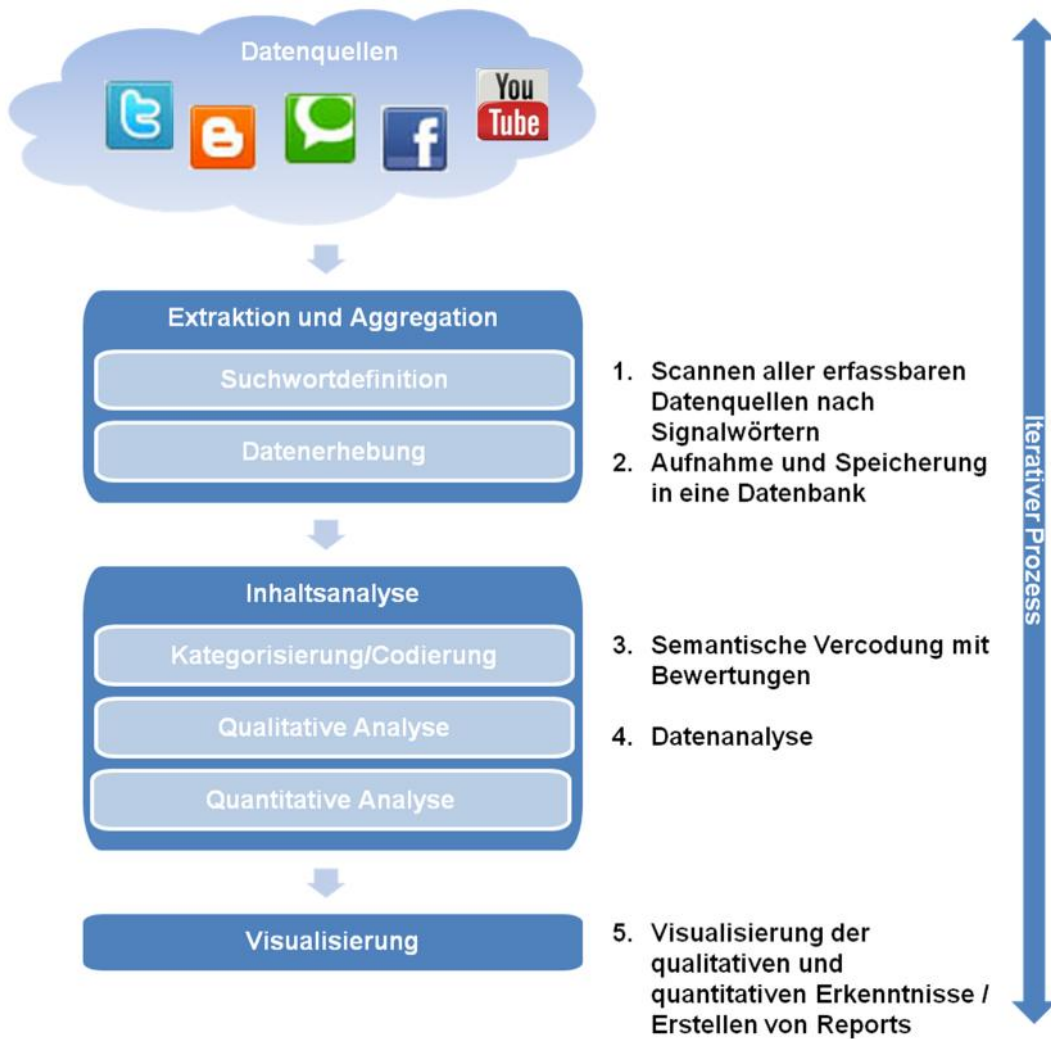 Datenquellen
You
Tube
Extraktion und Aggregation
Suchwortdefinition
Datenerhebung
1. Scannen aller erfassbaren
Datenquellen nach
Signalwörtern
2. Aufnahme und Speicherung
in eine Datenbank
Inhaltsanalyse
Kategorisierung/Codierung
Qualitative Analyse
Quantitative Analyse
3. Semantische Vercodung mit
Bewertungen
4. Datenanalyse
Visualisierung
5. Visualisierung der
qualitativen und
quantitativen Erkenntnisse /
Erstellen von Reports
Iterativer Prozess